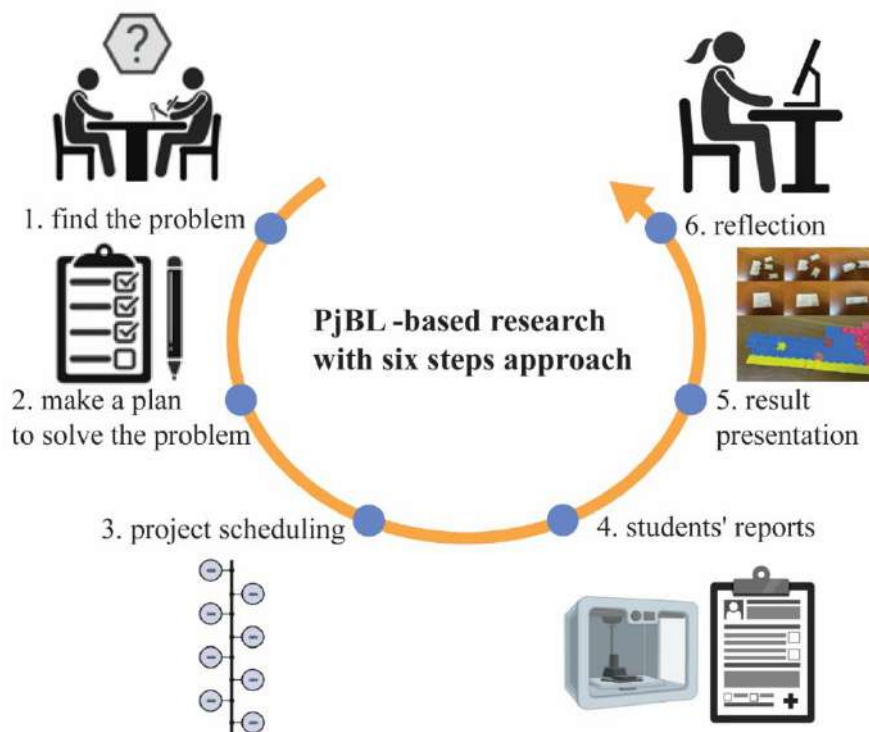 ?
1. find the problem
2. make a plan
to solve the problem
3. project scheduling
4. students' reports
5. result
presentation
6. reflection
PjBL -based research
with six steps approach